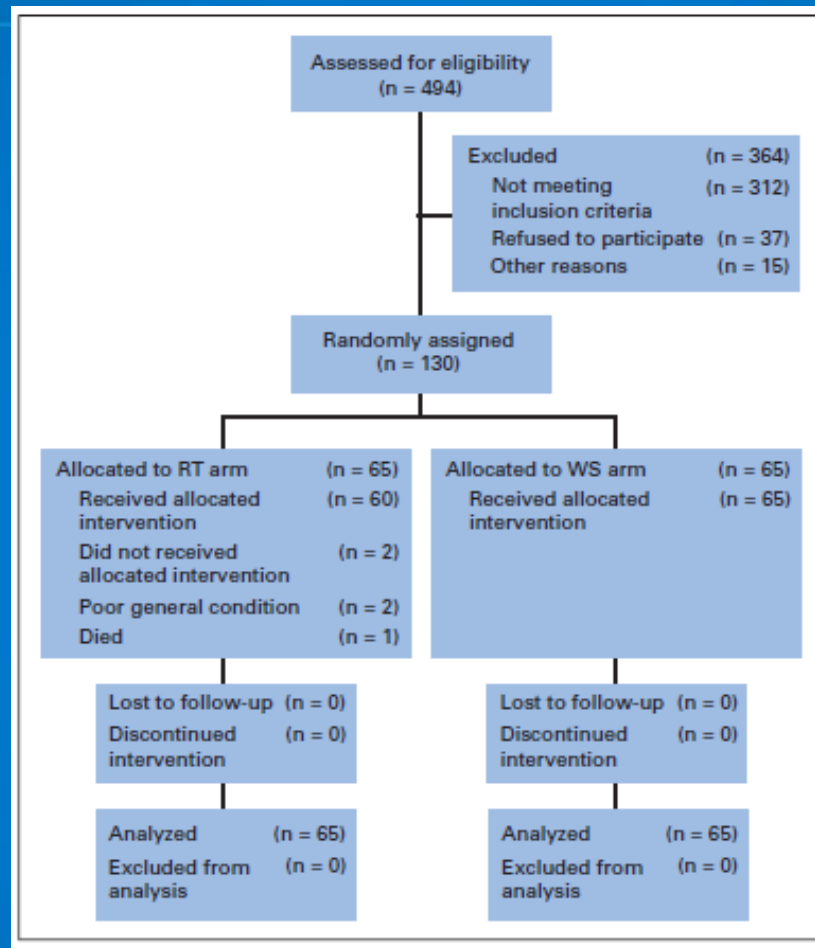 Assessed for eligibility
(n = 494)
Excluded (n = 364)
Not meeting (n = 312)
inclusion criteria
Refused to participate (n = 37)
Other reasons (n = 15)
Randomly assigned
(n = 130)
Allocated to RT arm (n = 65)
Received allocated (n = 60)
intervention
Did not received (n = 2)
allocated intervention
Poor general condition (n = 2)
Died (n = 1)
Allocated to WS arm (n = 65)
Received allocated (n = 65)
intervention
Lost to follow-up (n = 0)
Discontinued (n = 0)
intervention
Lost to follow-up (n = 0)
Discontinued (n = 0)
intervention
Analyzed (n = 65)
Excluded from (n = 0)
analysis
Analyzed (n = 65)
Excluded from (n = 0)
analysis